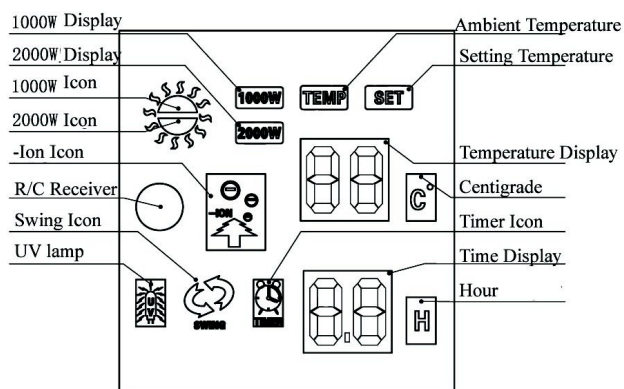 1000W Display
2000W Display
1000W Icon
2000W Icon
-Ion Icon
R/C Receiver
Swing Icon
UV lamp
1000W
TEMP
SET
2000W
-ION
C°
UV
SWING
TIMER
H
Ambient Temperature
Setting Temperature
Temperature Display
Centigrade
Timer Icon
Time Display
Hour